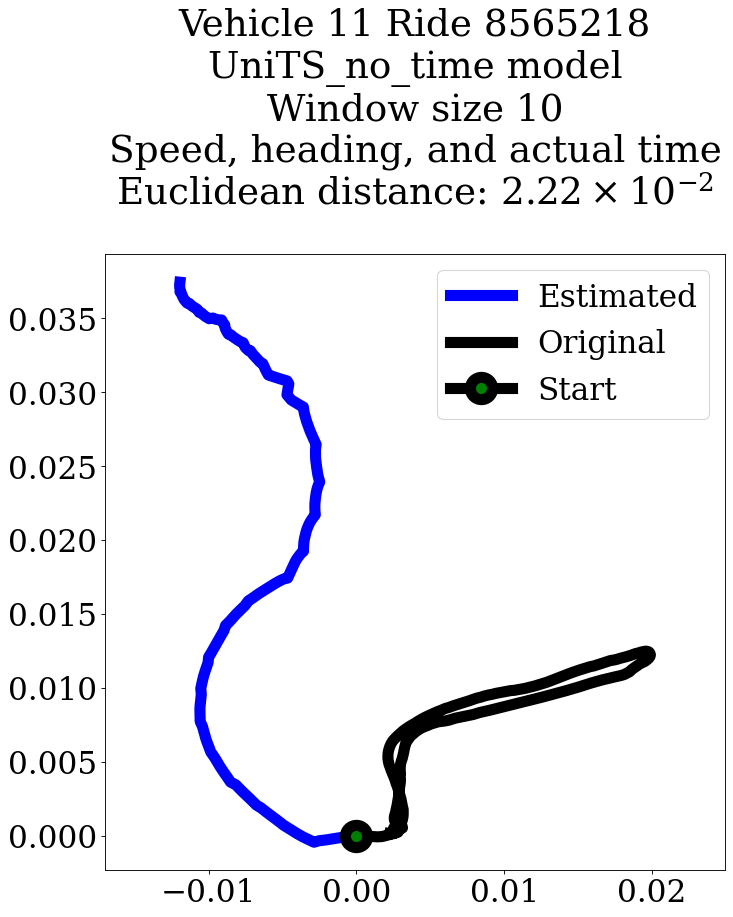 Vehicle 11 Ride 8565218
UniTS_no_time model
Window size 10
Speed, heading, and actual time
Euclidean distance: 2.22 × 10⁻²
Estimated
Original
Start
0.035
0.030
0.025
0.020
0.015
0.010
0.005
0.000
−0.01 0.00 0.01 0.02